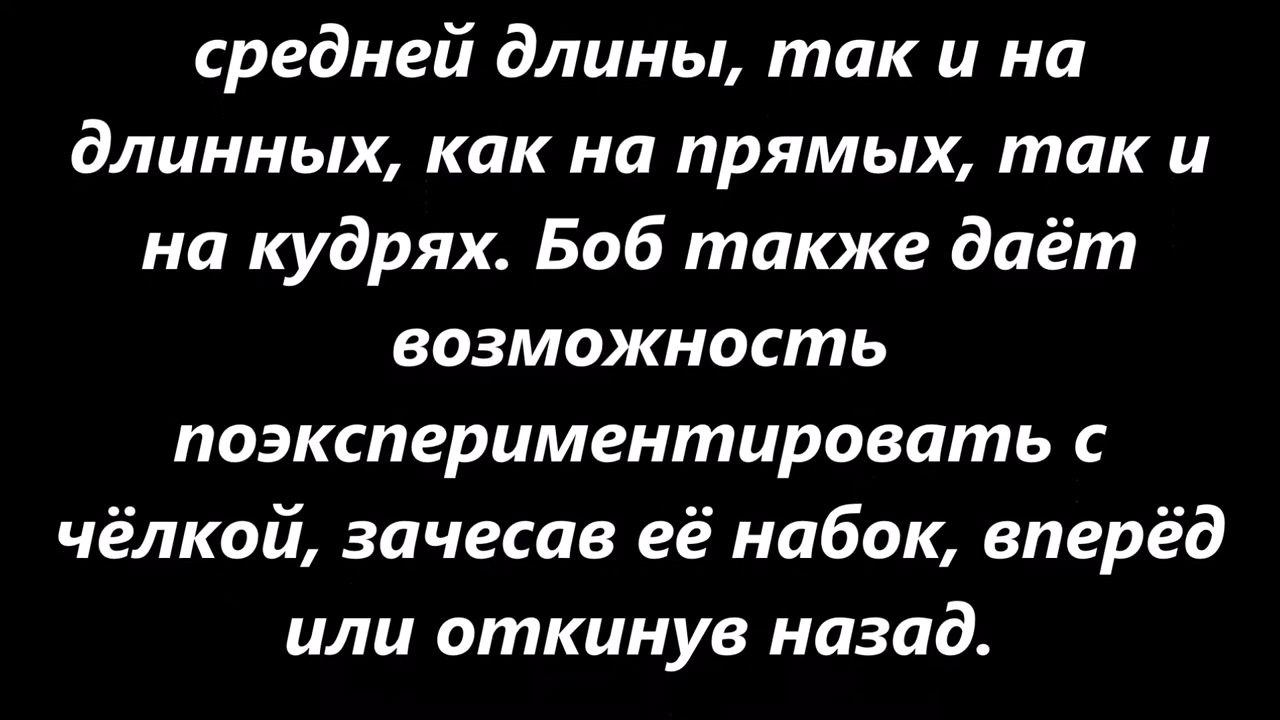 средней длины, так и на
длинных, как на прямых, так и
на кудрях. Боб также даёт
возможность
поэкспериментировать с
чёлкой, зачесав её набок, вперёд
или откинув назад.